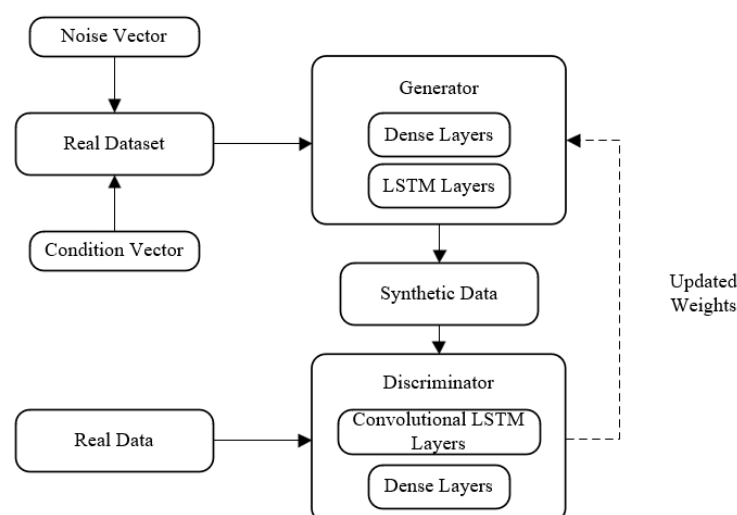 Noise Vector
Generator
Dense Layers
Real Dataset
LSTM Layers
Condition Vector
Synthetic Data
Updated
Weights
Discriminator
Convolutional LSTM
Layers
Real Data
Dense Layers